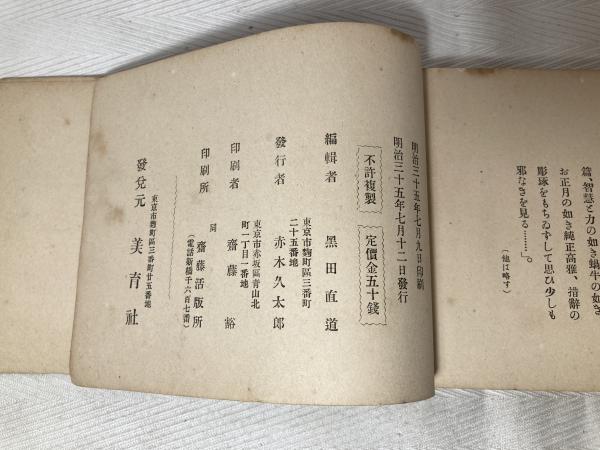 篇、智慧と力の如き蝸牛の如き
お正月の如き純正高雅、措辭の
彫琢をもちゐずして思ひ少しも
邪なきを見る……」。
（他は略す）
明治三十五年七月九日印刷
明治三十五年七月十二日發行
不許複製
定價金五十錢
編輯者 黑田直道
東京市麴町區三番町
二十五番地
發行者 赤木久太郎
東京市赤坂區青山北
町一丁目一番地
印刷者 齋藤谿
同
印刷所 齋藤活版所
（電話新橋千六百七番）
東京市麴町區三番町廿五番地
發兌元 美育社